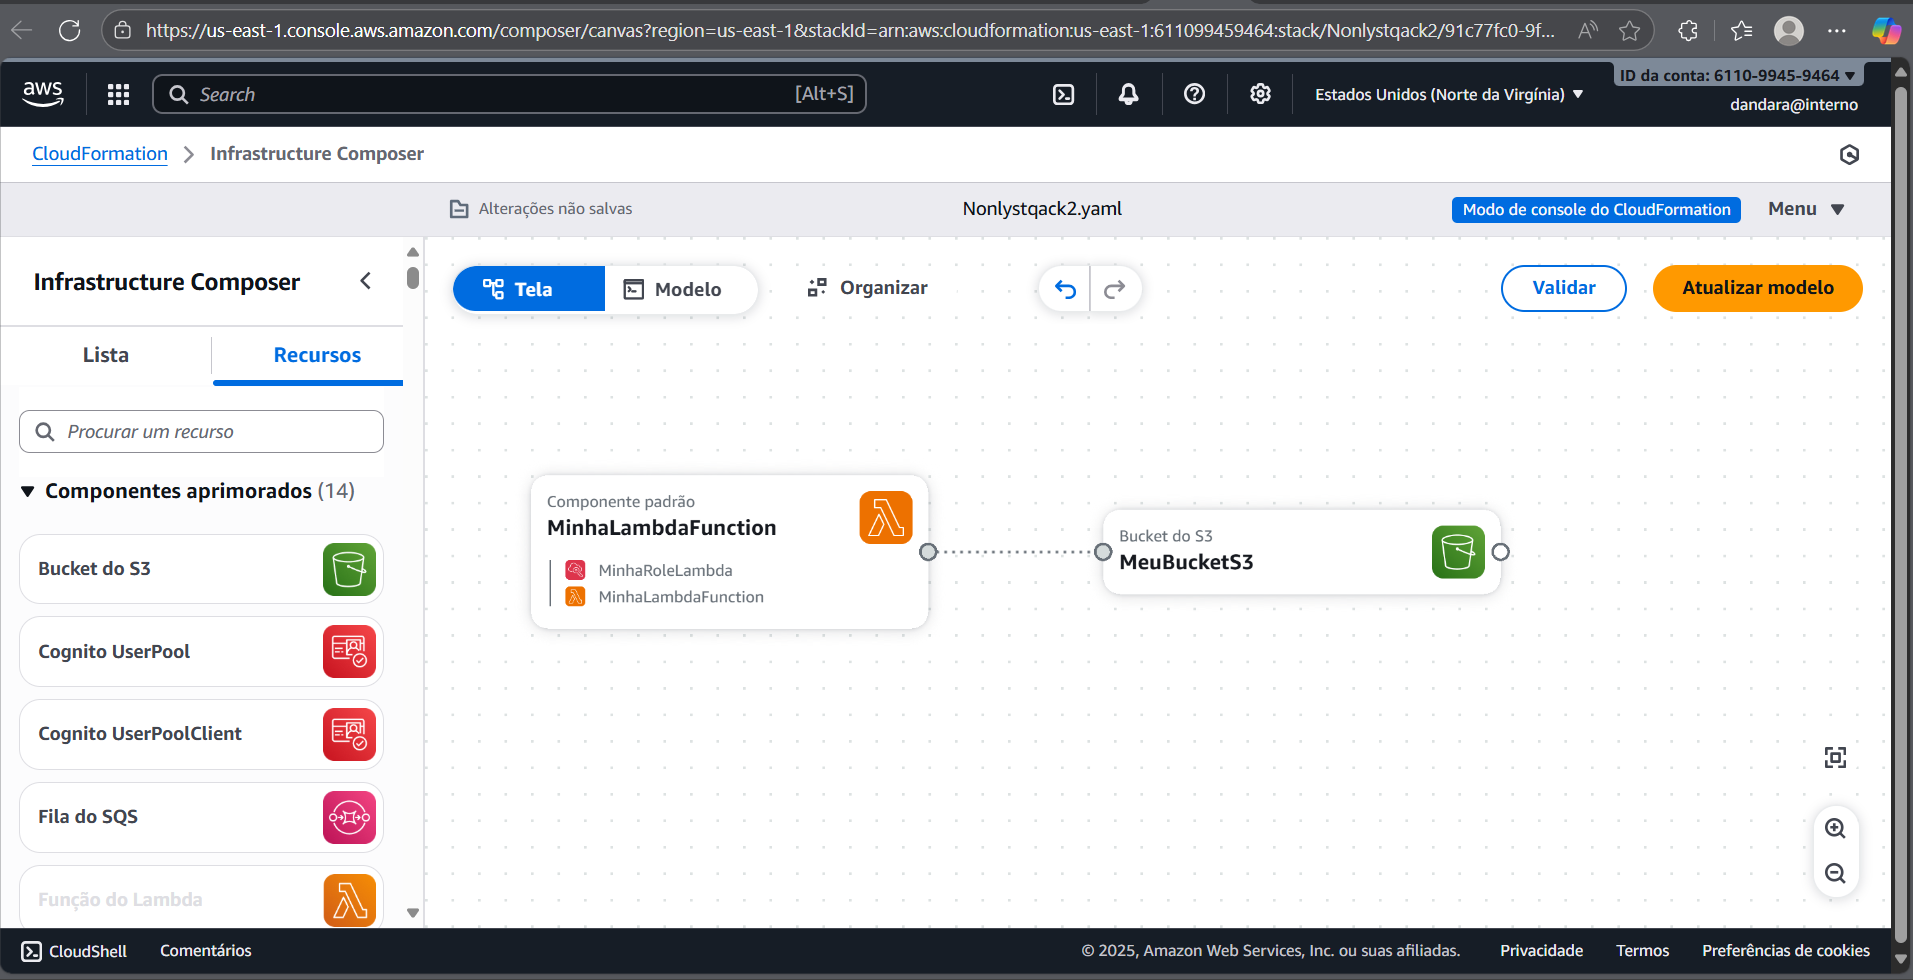 https://us-east-1.console.aws.amazon.com/composer/canvas?region=us-east-1&stackId=arn:aws:cloudformation:us-east-1:611099459464:stack/Nonlystqack2/91c77fc0-9f...
aws
Search
[Alt+S]
Estados Unidos (Norte da Virgínia)
ID da conta: 6110-9945-9464
dandara@interno
CloudFormation
Infrastructure Composer
Alterações não salvas
Nonlystqack2.yaml
Modo de console do CloudFormation
Menu
Infrastructure Composer
Tela
Modelo
Organizar
Validar
Atualizar modelo
Lista
Recursos
Procurar um recurso
Componentes aprimorados (14)
Bucket do S3
Cognito UserPool
Cognito UserPoolClient
Fila do SQS
Função do Lambda
Componente padrão
MinhaLambdaFunction
MinhaRoleLambda
MinhaLambdaFunction
Bucket do S3
MeuBucketS3
CloudShell
Comentários
© 2025, Amazon Web Services, Inc. ou suas afiliadas.
Privacidade
Termos
Preferências de cookies